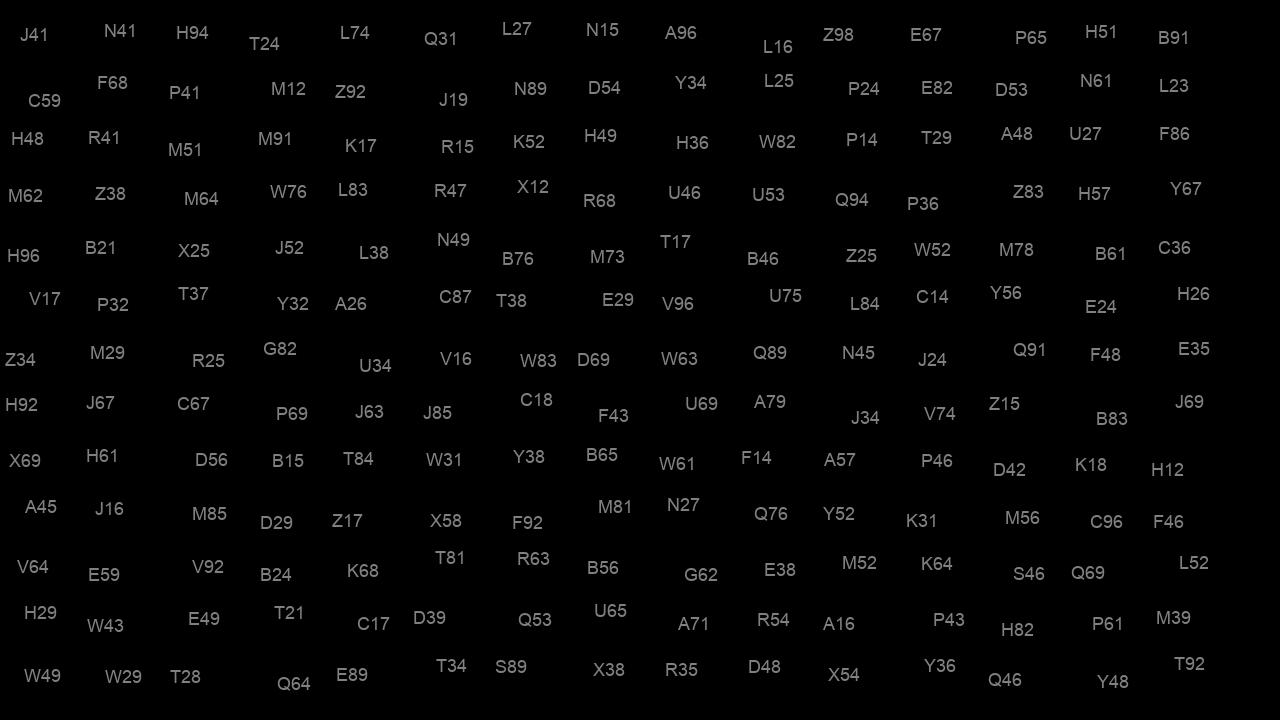 J41 N41 H94 T24 L74 Q31 L27 N15 A96 L16 Z98 E67 P65 H51 B91
C59 F68 P41 M12 Z92 J19 N89 D54 Y34 L25 P24 E82 D53 N61 L23
H48 R41 M51 M91 K17 R15 K52 H49 H36 W82 P14 T29 A48 U27 F86
M62 Z38 M64 W76 L83 R47 X12 R68 U46 U53 Q94 P36 Z83 H57 Y67
H96 B21 X25 J52 L38 N49 B76 M73 T17 B46 Z25 W52 M78 B61 C36
V17 P32 T37 Y32 A26 C87 T38 E29 V96 U75 L84 C14 Y56 E24 H26
Z34 M29 R25 G82 U34 V16 W83 D69 W63 Q89 N45 J24 Q91 F48 E35
H92 J67 C67 P69 J63 J85 C18 F43 U69 A79 J34 V74 Z15 B83 J69
X69 H61 D56 B15 T84 W31 Y38 B65 W61 F14 A57 P46 D42 K18 H12
A45 J16 M85 D29 Z17 X58 F92 M81 N27 Q76 Y52 K31 M56 C96 F46
V64 E59 V92 B24 K68 T81 R63 B56 G62 E38 M52 K64 S46 Q69 L52
H29 W43 E49 T21 C17 D39 Q53 U65 A71 R54 A16 P43 H82 P61 M39
W49 W29 T28 Q64 E89 T34 S89 X38 R35 D48 X54 Y36 Q46 Y48 T92